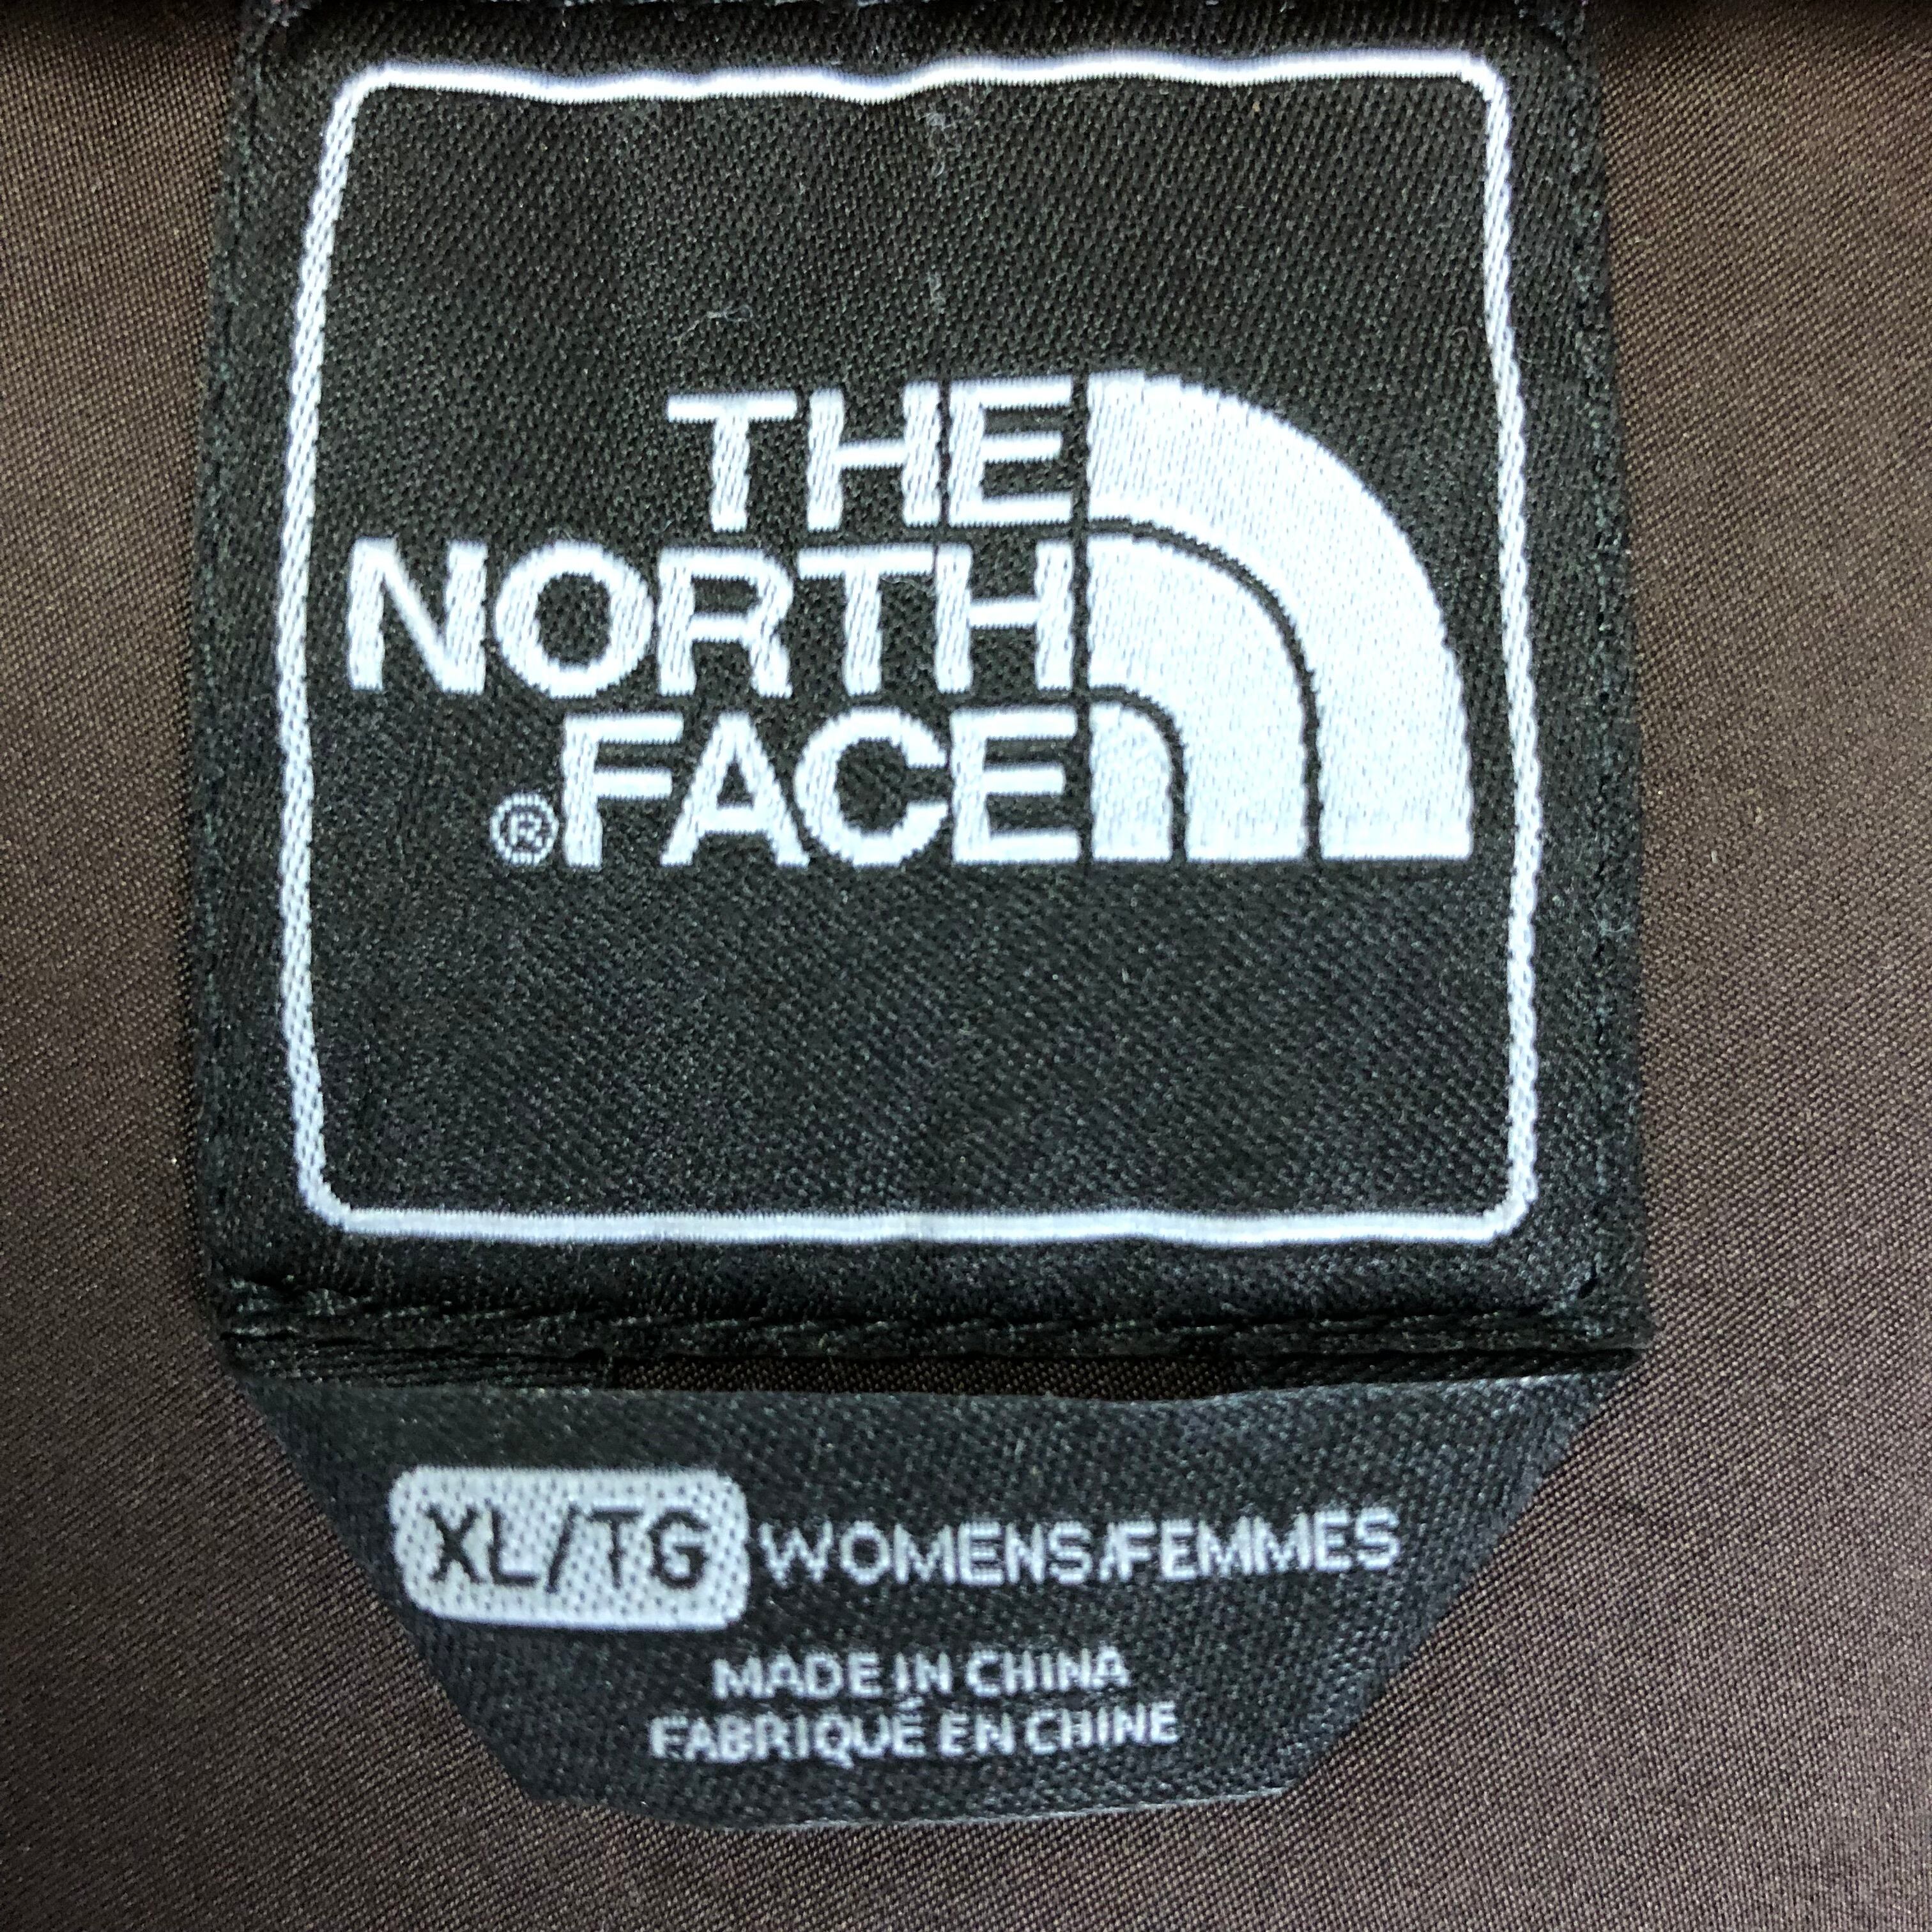 THE
NORTH
®FACE
XL/TG WOMENS/FEMMES
MADE IN CHINA
FABRIQUÉ EN CHINE